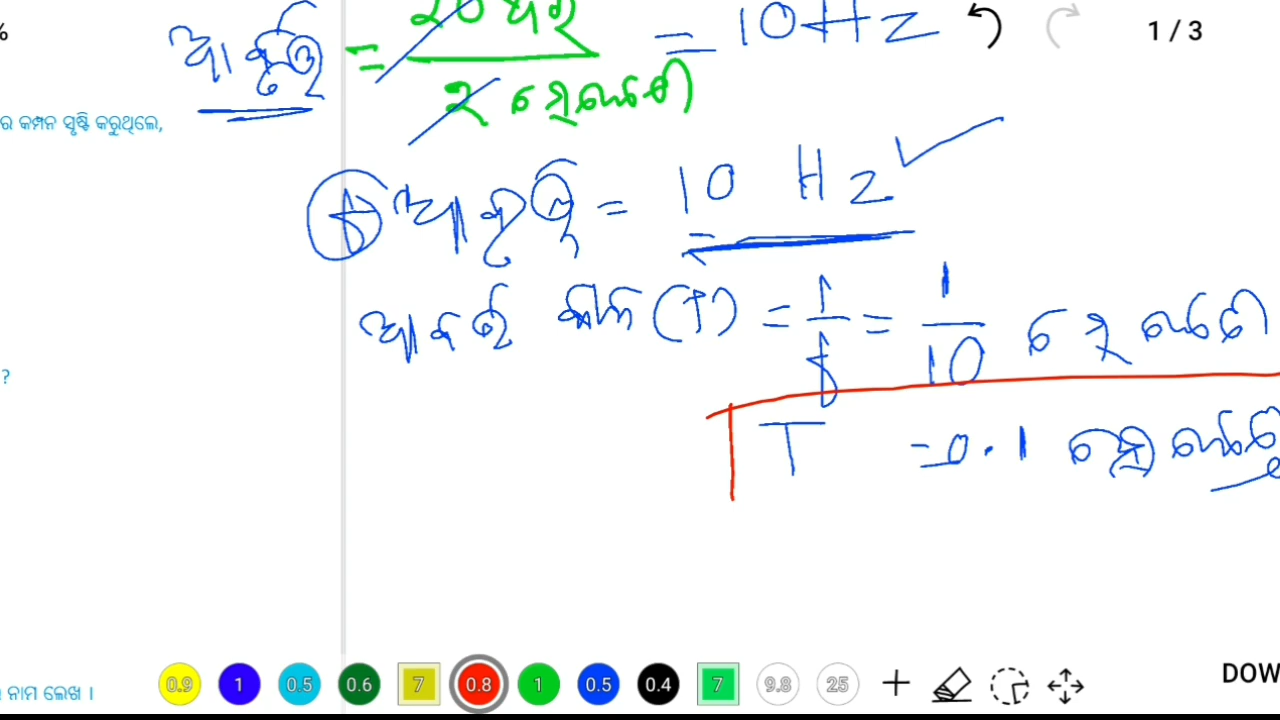 %
ଆବୃତ୍ତି = 20 ଥର / 2 ସେକେଣ୍ଡ = 10 Hz
1 / 3
ର କମ୍ପନ ସୃଷ୍ଟି କରୁଥିଲେ,
ଆବୃତ୍ତି = 10 Hz
(T) = 1/f = 1/10 ସେକେଣ୍ଡ
?
T = 0.1 ସେକେଣ୍ଡ
ନାମ ଲେଖ ।
0.9 1 0.5 0.6 7 0.8 1 0.5 0.4 7 9.8 25
DOW